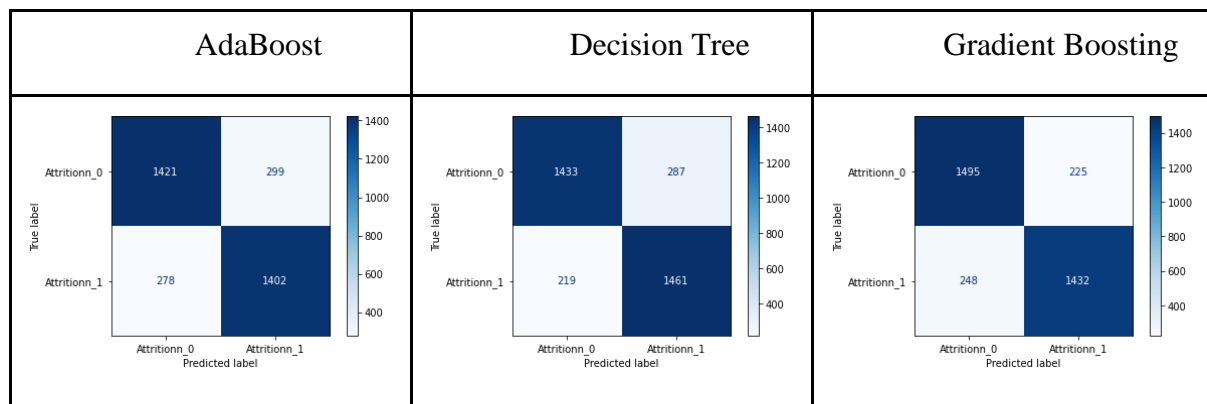 AdaBoost
Decision Tree
Gradient Boosting
1400
1200
1000
800
600
400
Attritionn_0
Attritionn_1
True label
1421
299
278
1402
Attritionn_0
Attritionn_1
Predicted label
1400
1200
1000
800
600
400
Attritionn_0
Attritionn_1
True label
1433
287
219
1461
Attritionn_0
Attritionn_1
Predicted label
1400
1200
1000
800
600
400
Attritionn_0
Attritionn_1
True label
1495
225
248
1432
Attritionn_0
Attritionn_1
Predicted label